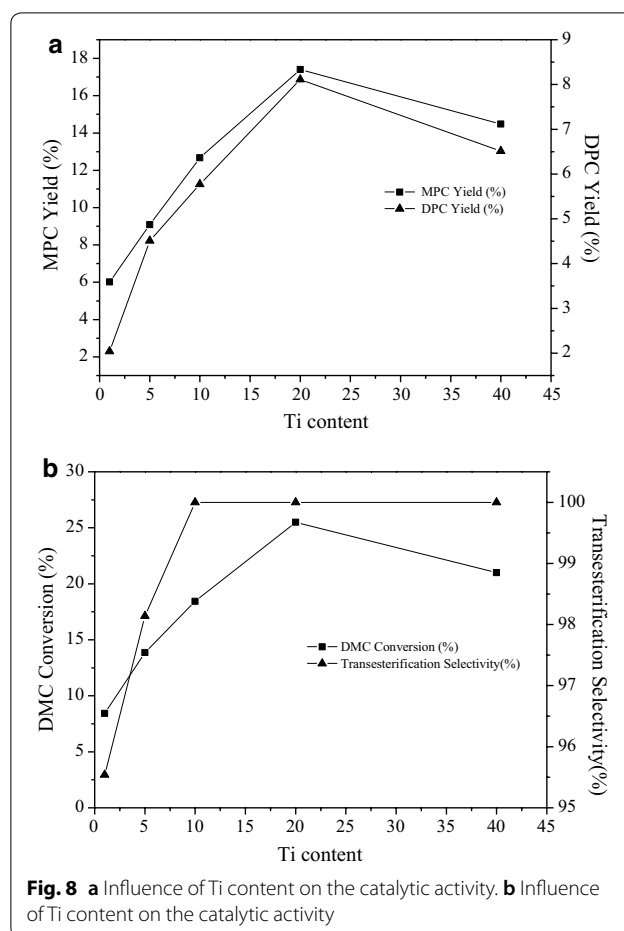 a
18
16
14
12
10
8
6
4
2
MPC Yield (%)
9
8
7
6
5
4
3
2
DPC Yield (%)
MPC Yield (%)
DPC Yield (%)
0 5 10 15 20 25 30 35 40 45
Ti content
b
30
25
20
15
10
5
0
DMC Conversion (%)
100
99
98
97
96
95
Transesterification Selectivity(%)
DMC Conversion (%)
Transesterification Selectivity(%)
0 5 10 15 20 25 30 35 40 45
Ti content
Fig. 8 a Influence of Ti content on the catalytic activity. b Influence
of Ti content on the catalytic activity